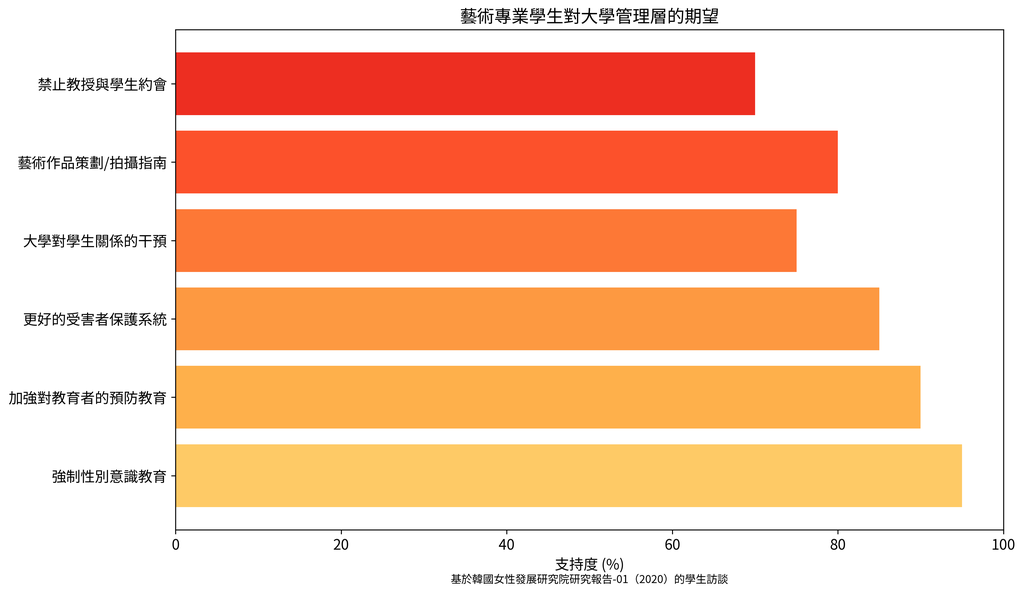 藝術專業學生對大學管理層的期望
禁止教授與學生約會
藝術作品策劃/拍攝指南
大學對學生關係的干預
更好的受害者保護系統
加強對教育者的預防教育
強制性別意識教育
0 20 40 60 80 100
支持度 (%)
基於韓國女性發展研究院研究報告-01（2020）的學生訪談